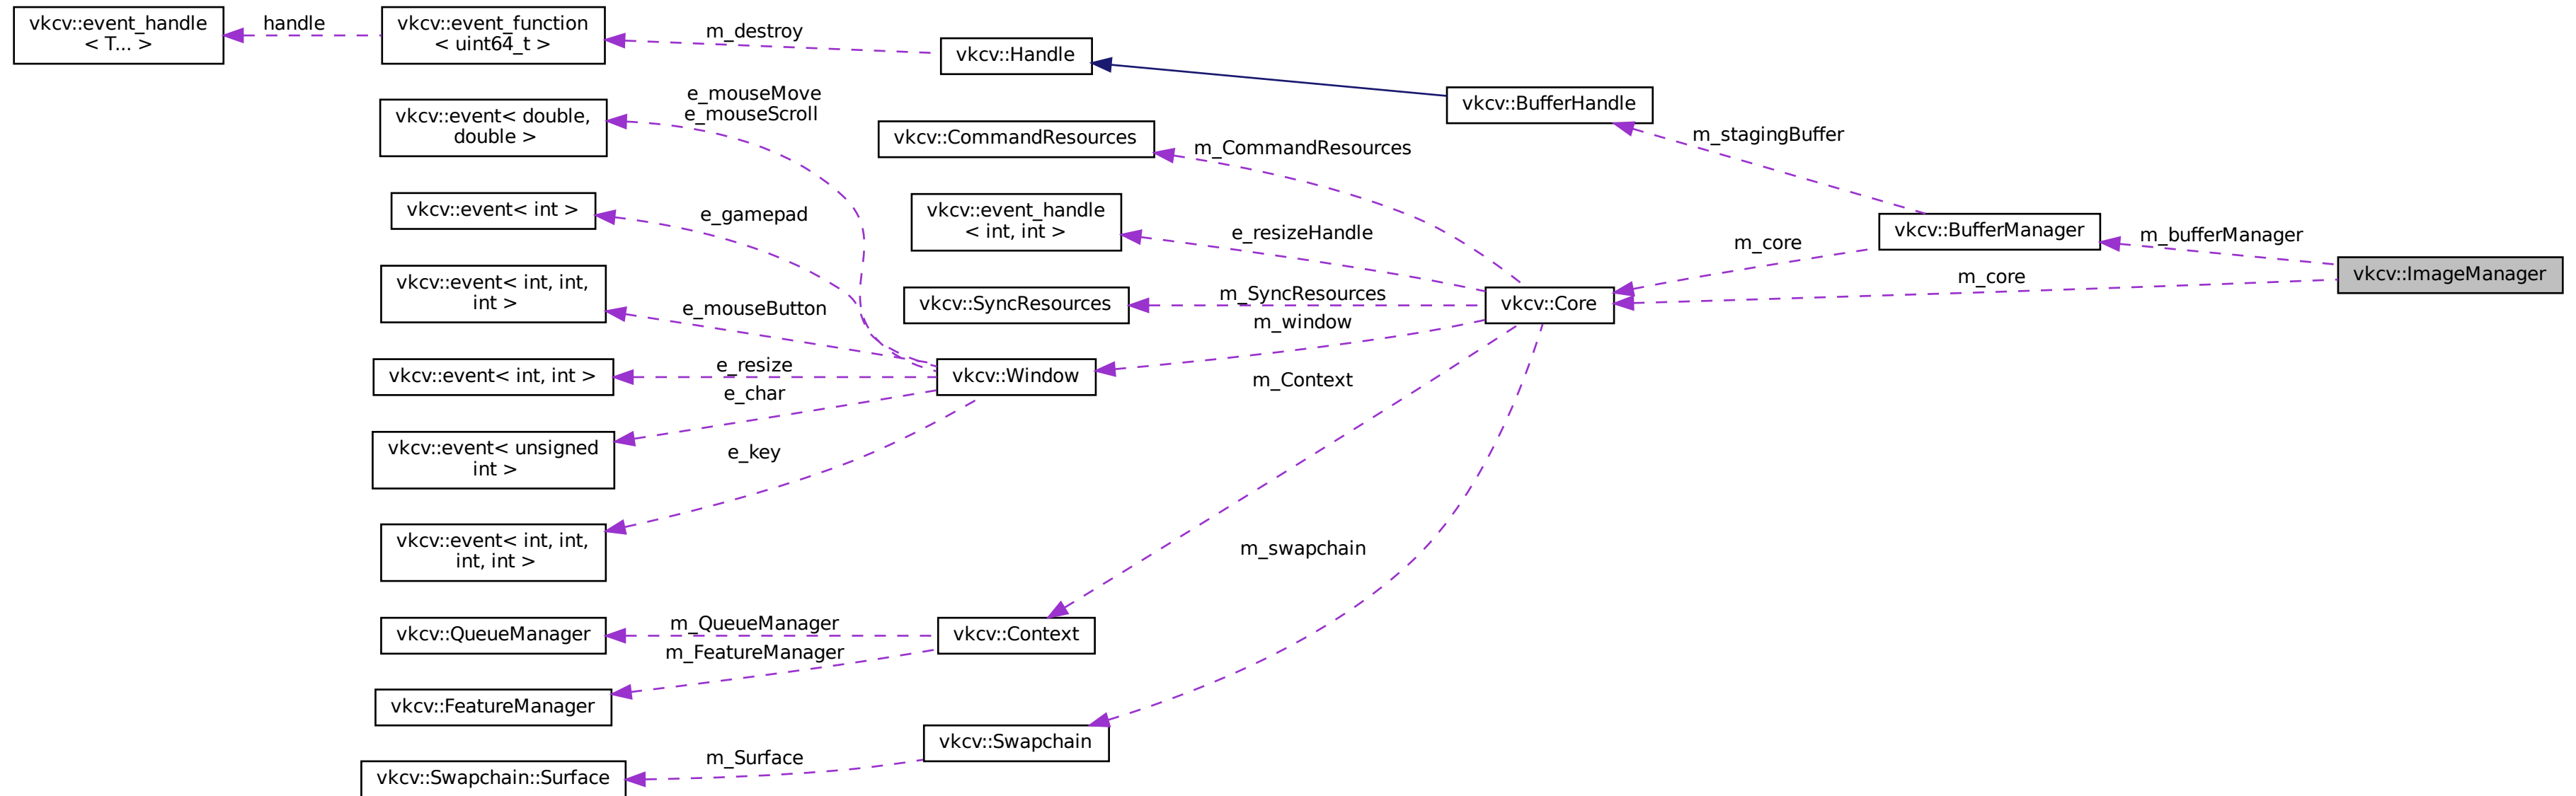 vkcv::event_handle
< T... >
handle
vkcv::event_function
< uint64_t >
m_destroy
vkcv::Handle
vkcv::BufferHandle
vkcv::event< double,
double >
e_mouseMove
e_mouseScroll
vkcv::CommandResources
m_CommandResources
m_stagingBuffer
vkcv::event< int >
e_gamepad
vkcv::event_handle
< int, int >
e_resizeHandle
m_core
vkcv::BufferManager
m_bufferManager
vkcv::ImageManager
m_core
vkcv::event< int, int,
int >
e_mouseButton
vkcv::SyncResources
m_SyncResources
vkcv::Core
m_window
vkcv::event< int, int >
e_resize
vkcv::Window
m_Context
e_char
vkcv::event< unsigned
int >
e_key
vkcv::event< int, int,
int, int >
m_swapchain
vkcv::QueueManager
m_QueueManager
vkcv::Context
m_FeatureManager
vkcv::FeatureManager
vkcv::Swapchain
m_Surface
vkcv::Swapchain::Surface